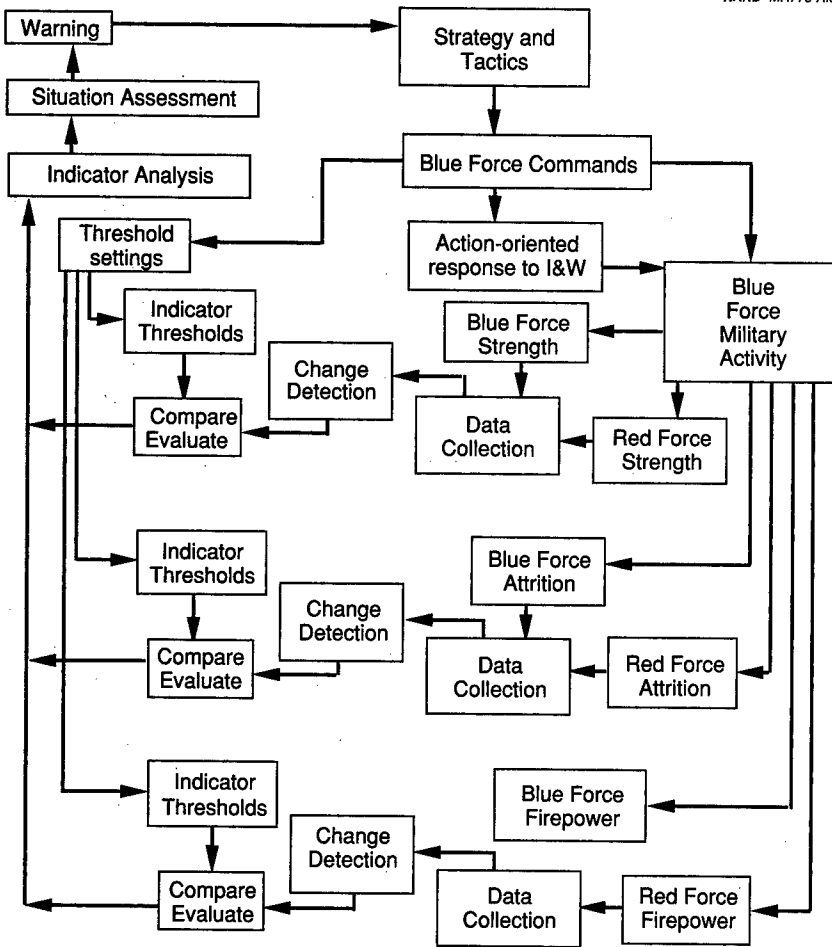 Warning
Strategy and
Tactics
Situation Assessment
Indicator Analysis
Blue Force Commands
Threshold
settings
Action-oriented
response to I&W
Blue
Force
Military
Activity
Indicator
Thresholds
Blue Force
Strength
Change
Detection
Compare
Evaluate
Data
Collection
Red Force
Strength
Indicator
Thresholds
Blue Force
Attrition
Change
Detection
Compare
Evaluate
Data
Collection
Red Force
Attrition
Indicator
Thresholds
Blue Force
Firepower
Change
Detection
Compare
Evaluate
Data
Collection
Red Force
Firepower